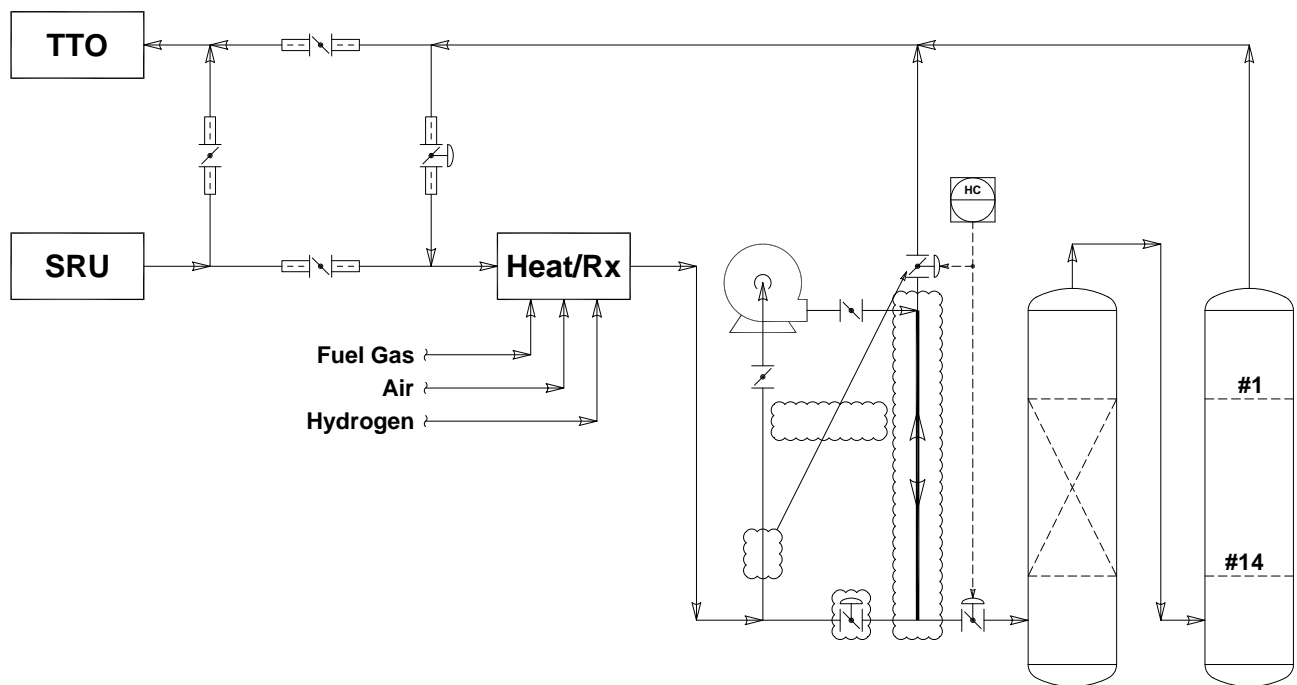 TTO
HC
SRU
Heat/Rx
Fuel Gas
Air
Hydrogen
#1
#14